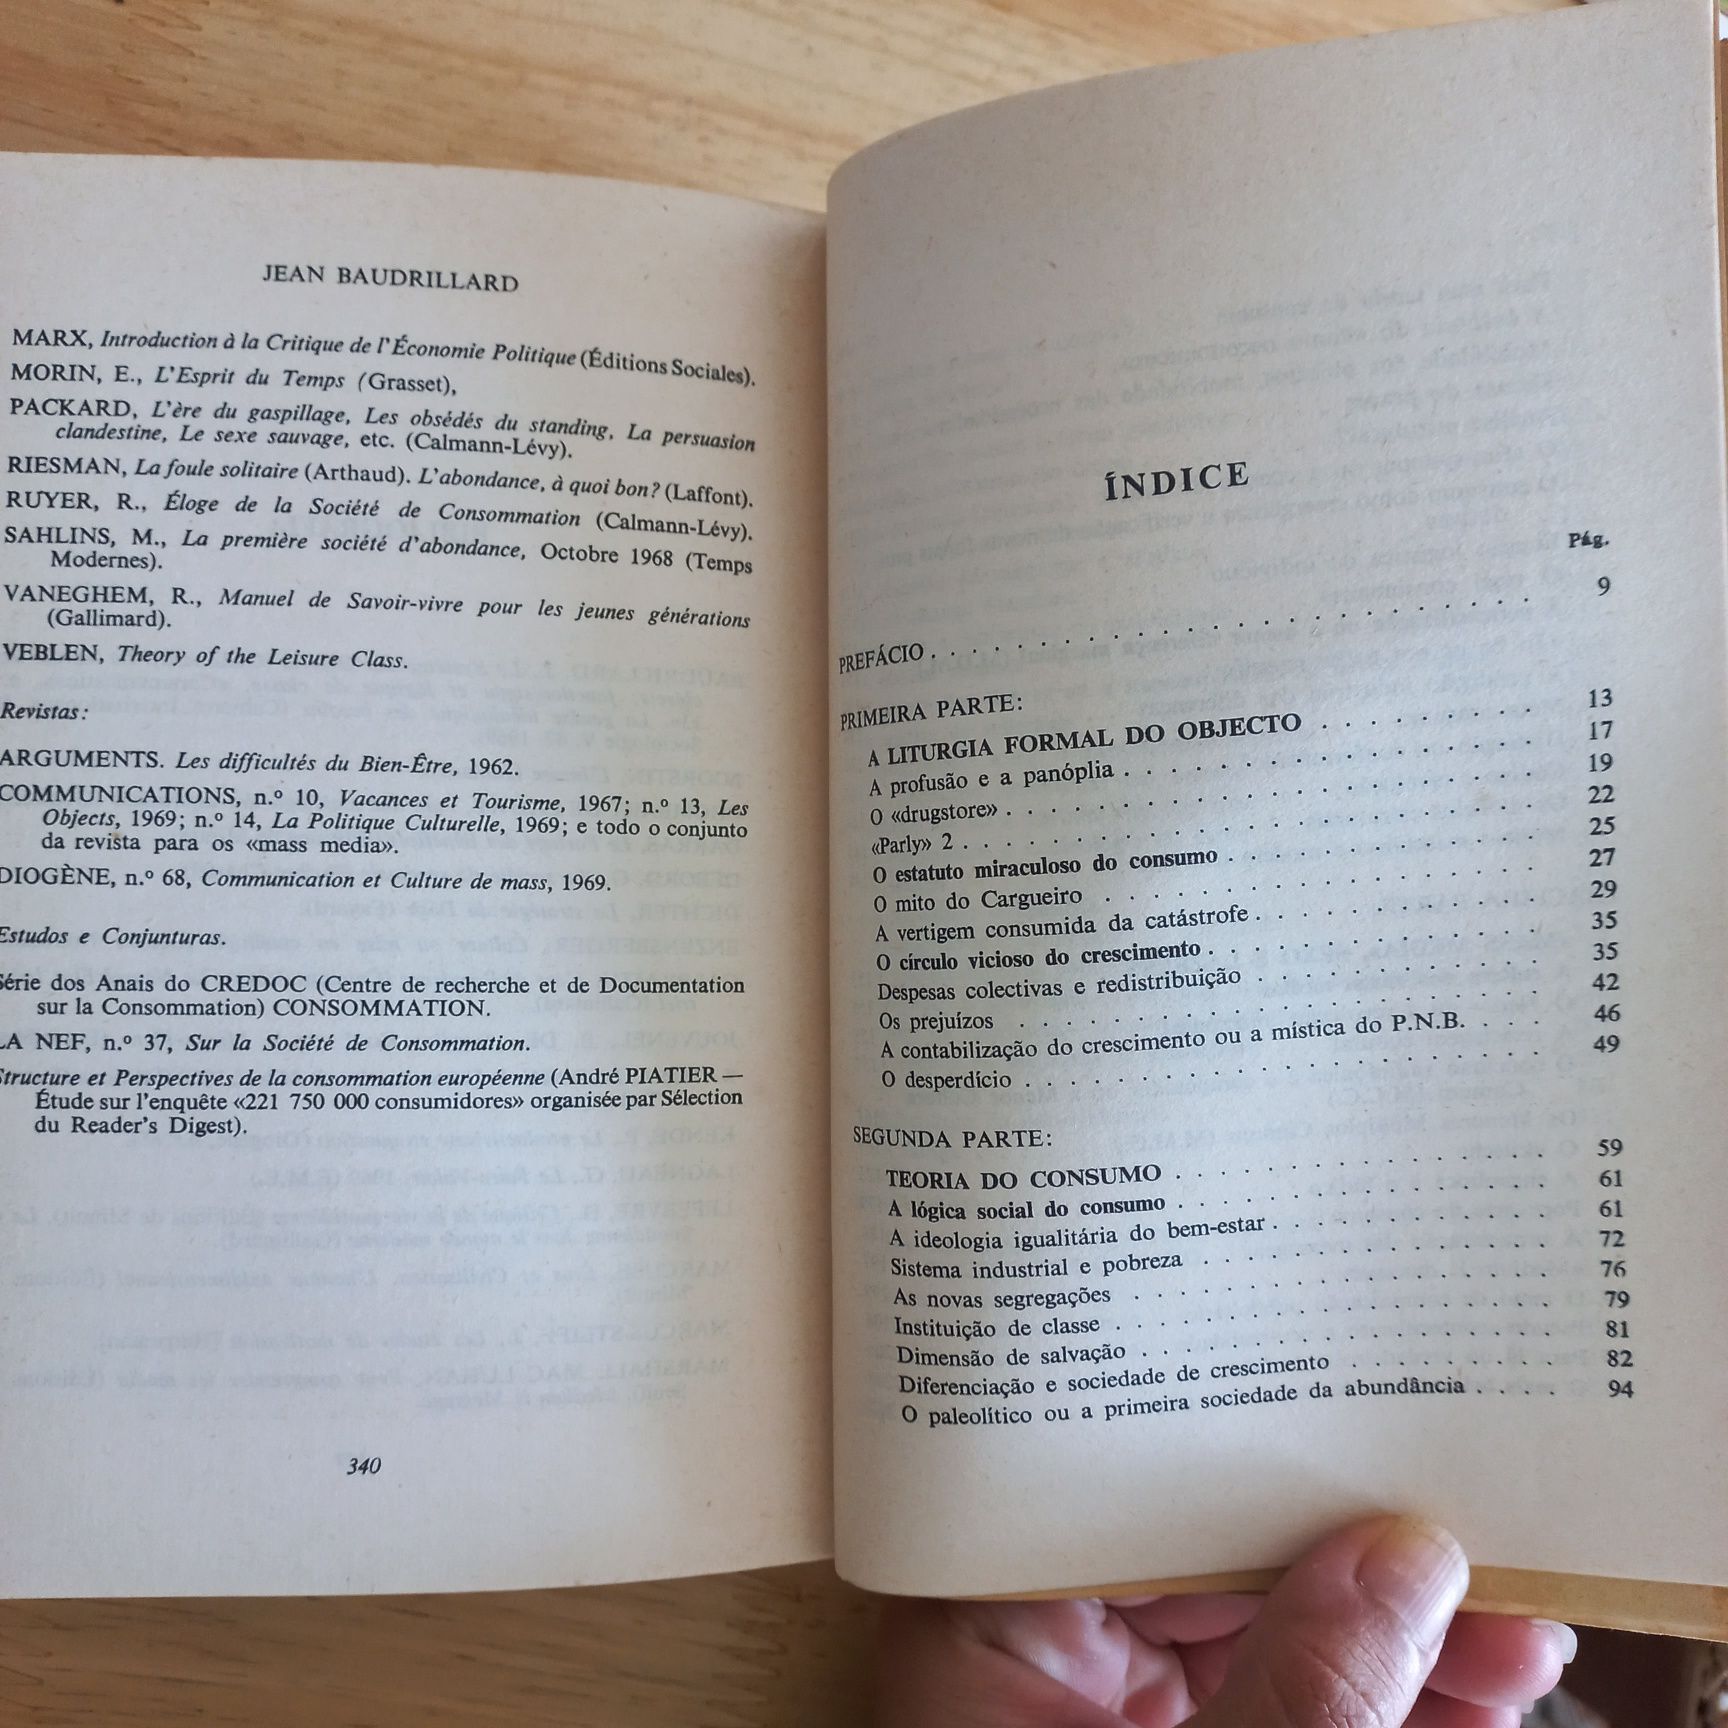 JEAN BAUDRILLARD
MARX, Introduction à la Critique de l'Économie Politique (Éditions Sociales).
MORIN, E., L'Esprit du Temps (Grasset),
PACKARD, L'ère du gaspillage, Les obsédés du standing, La persuasion
clandestine, Le sexe sauvage, etc. (Calmann-Lévy).
RIESMAN, La foule solitaire (Arthaud). L'abondance, à quoi bon? (Laffont).
RUYER, R., Éloge de la Société de Consommation (Calmann-Lévy).
SAHLINS, M., La première société d'abondance, Octobre 1968 (Temps
Modernes).
VANEGHEM, R., Manuel de Savoir-vivre pour les jeunes générations
(Gallimard).
VEBLEN, Theory of the Leisure Class.
Revistas:
ARGUMENTS. Les difficultés du Bien-Être, 1962.
COMMUNICATIONS, n.º 10, Vacances et Tourisme, 1967; n.º 13, Les
Objects, 1969; n.º 14, La Politique Culturelle, 1969; e todo o conjunto
da revista para os «mass media».
DIOGÈNE, n.º 68, Communication et Culture de mass, 1969.
Estudos e Conjunturas.
Série dos Anais do CREDOC (Centre de recherche et de Documentation
sur la Consommation) CONSOMMATION.
LA NEF, n.º 37, Sur la Société de Consommation.
Structure et Perspectives de la consommation européenne (André PIATIER —
Étude sur l'enquête «221 750 000 consumidores» organisée par Sélection
du Reader's Digest).
340
ÍNDICE
Pág.
PREFÁCIO . . . . . . . . . . . . . . . . . . . . . 9
PRIMEIRA PARTE:
A LITURGIA FORMAL DO OBJECTO . . . . . . . . 13
A profusão e a panóplia . . . . . . . . . . . . . . 17
O «drugstore» . . . . . . . . . . . . . . . . . . 19
«Parly» 2 . . . . . . . . . . . . . . . . . . . . 22
O estatuto miraculoso do consumo . . . . . . . . . . 25
O mito do Cargueiro . . . . . . . . . . . . . . . 27
A vertigem consumida da catástrofe . . . . . . . . . 29
O círculo vicioso do crescimento . . . . . . . . . . . 35
Despesas colectivas e redistribuição . . . . . . . . . 35
Os prejuízos . . . . . . . . . . . . . . . . . . 42
A contabilização do crescimento ou a mística do P.N.B. . . . 46
O desperdício . . . . . . . . . . . . . . . . . . 49
SEGUNDA PARTE:
TEORIA DO CONSUMO . . . . . . . . . . . . . 59
A lógica social do consumo . . . . . . . . . . . . . 61
A ideologia igualitária do bem-estar . . . . . . . . . 61
Sistema industrial e pobreza . . . . . . . . . . . . 72
As novas segregações . . . . . . . . . . . . . . 76
Instituição de classe . . . . . . . . . . . . . . . 79
Dimensão de salvação . . . . . . . . . . . . . . 81
Diferenciação e sociedade de crescimento . . . . . . . 82
O paleolítico ou a primeira sociedade da abundância . . . . 94